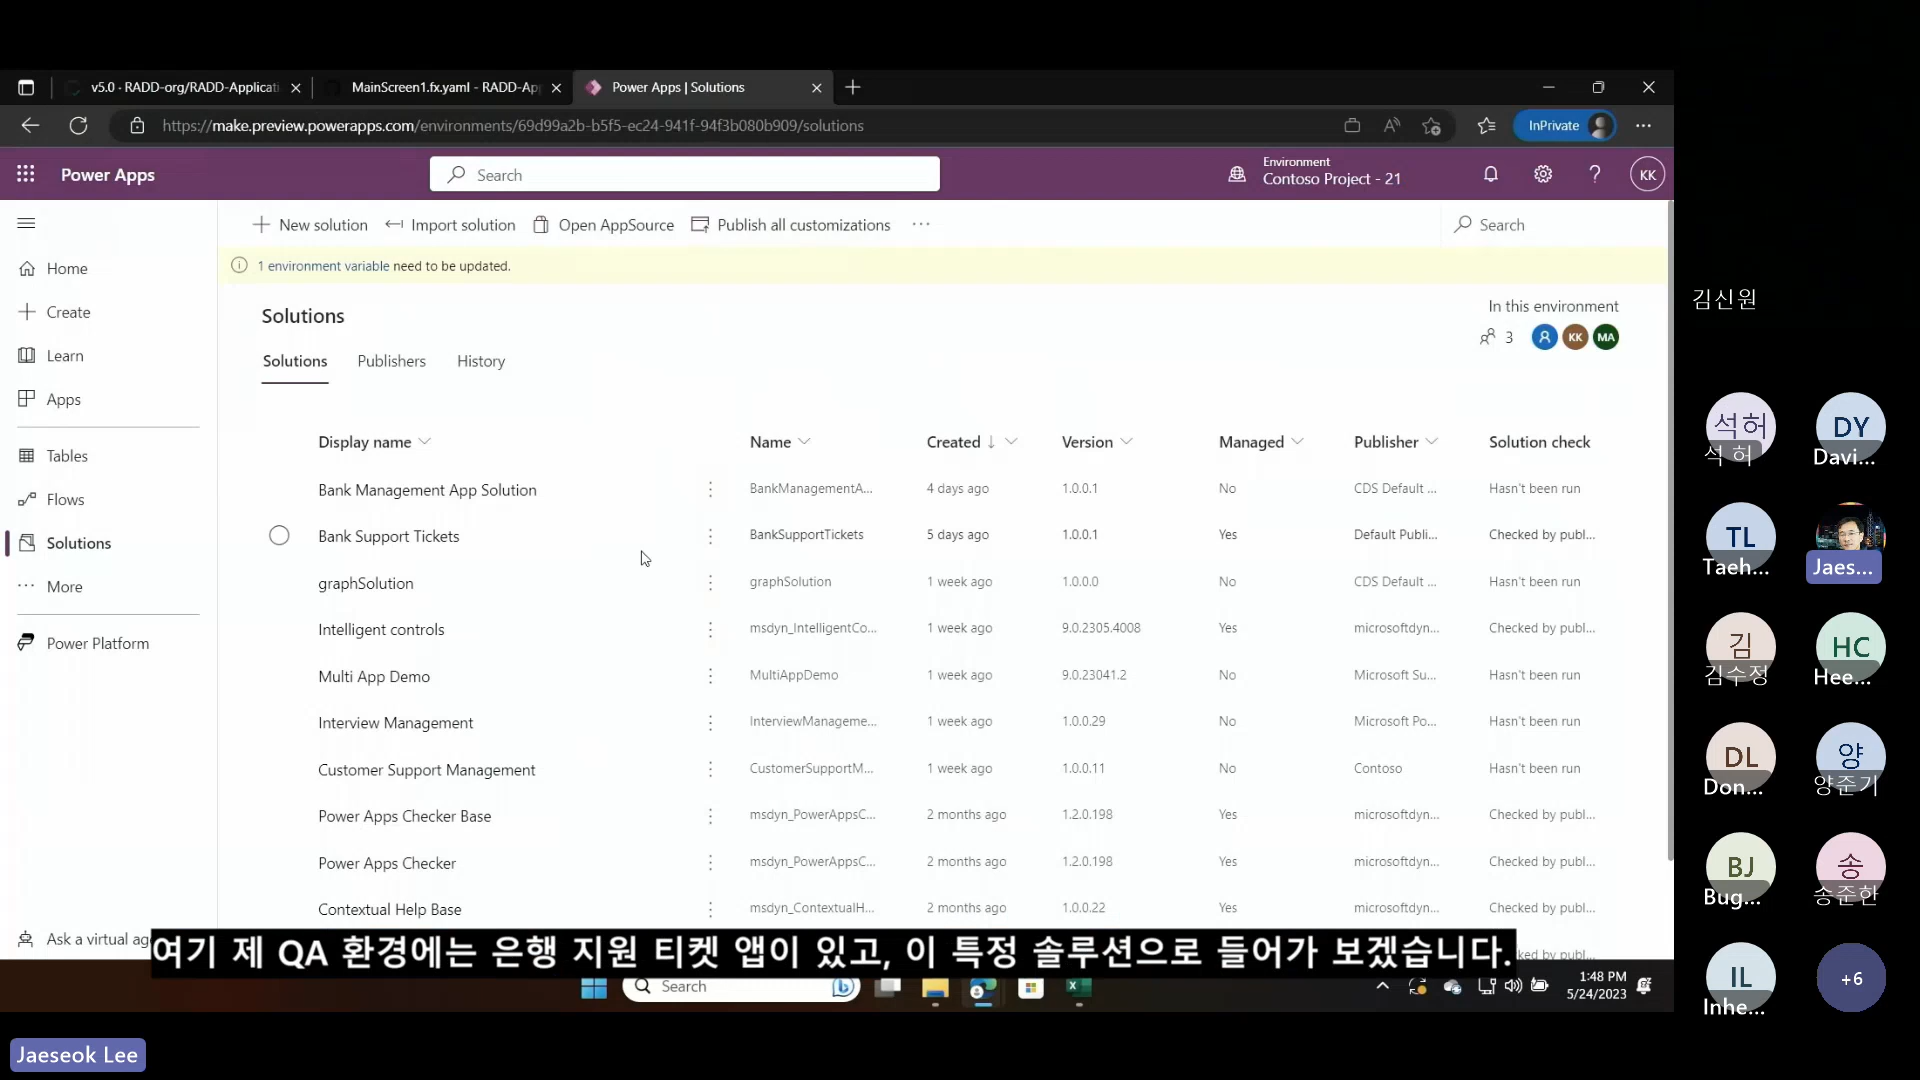 v5.0 · RADD-org/RADD-Applicati
MainScreen1.fx.yaml - RADD-Ap
Power Apps | Solutions
https://make.preview.powerapps.com/environments/69d99a2b-b5f5-ec24-941f-94f3b080b909/solutions
InPrivate
Power Apps
Search
Environment
Contoso Project - 21
KK
New solution
Import solution
Open AppSource
Publish all customizations
Search
1 environment variable need to be updated.
Home
Create
Learn
Apps
Tables
Flows
Solutions
More
Power Platform
Ask a virtual age
Solutions
In this environment
3
KK
MA
Solutions Publishers History
Display name Name Created Version Managed Publisher Solution check
Bank Management App Solution BankManagementA... 4 days ago 1.0.0.1 No CDS Default ... Hasn't been run
Bank Support Tickets BankSupportTickets 5 days ago 1.0.0.1 Yes Default Publi... Checked by publ...
graphSolution graphSolution 1 week ago 1.0.0.0 No CDS Default ... Hasn't been run
Intelligent controls msdyn_IntelligentCo... 1 week ago 9.0.2305.4008 Yes microsoftdyn... Checked by publ...
Multi App Demo MultiAppDemo 1 week ago 9.0.23041.2 No Microsoft Su... Hasn't been run
Interview Management InterviewManageme... 1 week ago 1.0.0.29 No Microsoft Po... Hasn't been run
Customer Support Management CustomerSupportM... 1 week ago 1.0.0.11 No Contoso Hasn't been run
Power Apps Checker Base msdyn_PowerAppsC... 2 months ago 1.2.0.198 Yes microsoftdyn... Checked by publ...
Power Apps Checker msdyn_PowerAppsC... 2 months ago 1.2.0.198 Yes microsoftdyn... Checked by publ...
Contextual Help Base msdyn_ContextualH... 2 months ago 1.0.0.22 Yes microsoftdyn... Checked by publ...
ked by publ...
여기 제 QA 환경에는 은행 지원 티켓 앱이 있고, 이 특정 솔루션으로 들어가 보겠습니다.
Search
1:48 PM
5/24/2023
김신원
석허
석 허
DY
Davi...
TL
Taeh...
Jaes...
김
김수정
HC
Hee...
DL
Don...
양
양준기
BJ
Bug...
송
송준한
IL
Inhe...
+6
Jaeseok Lee